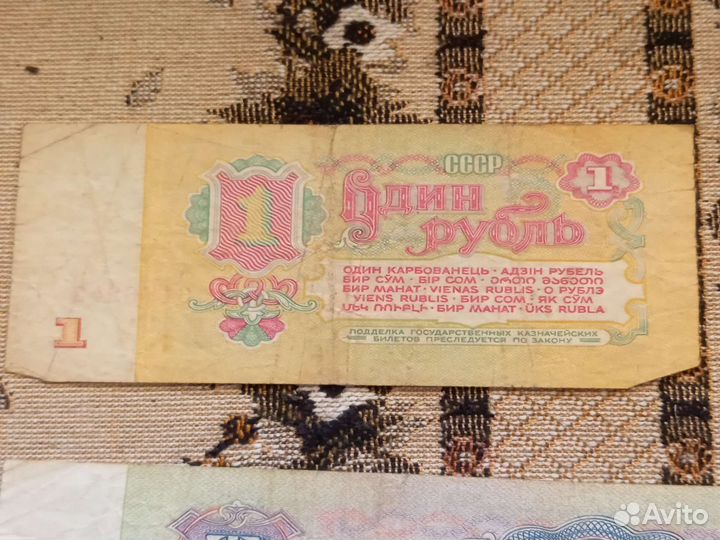 СССР
1
1
Один
рубль
ОДИН КАРБОВАНЕЦЬ · АДЗІН РУБЕЛЬ
БИР СЎМ · БІР СОМ · ᲔᲠᲗᲘ ᲛᲐᲜᲔᲗᲘ
БИР МАНАТ · VIENAS RUBLIS · О РУБЛЭ
VIENS RUBLIS · БИР СОМ · ЯК СЎМ
ՄԵԿ ՌՈՒԲԼԻ · БИР МАНАТ · ÜKS RUBLA
1
ПОДДЕЛКА ГОСУДАРСТВЕННЫХ КАЗНАЧЕЙСКИХ
БИЛЕТОВ ПРЕСЛЕДУЕТСЯ ПО ЗАКОНУ
Avito